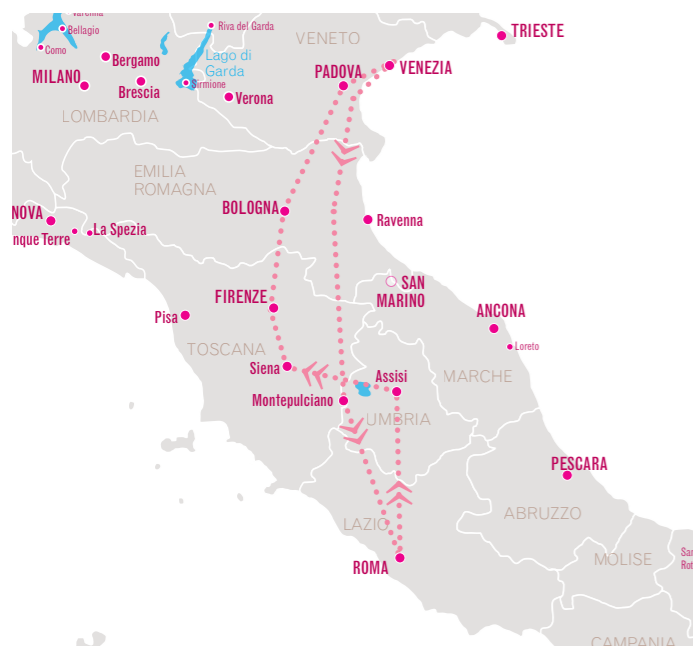 Varenna
Bellagio
Como
Bergamo
MILANO
Brescia
LOMBARDIA
Riva del Garda
Lago di
Garda
Sirmione
Verona
VENETO
PADOVA
VENEZIA
TRIESTE
EMILIA
ROMAGNA
BOLOGNA
Ravenna
NOVA
nque Terre
La Spezia
FIRENZE
SAN
MARINO
Pisa
ANCONA
Loreto
TOSCANA
Siena
Assisi
MARCHE
Montepulciano
UMBRIA
PESCARA
LAZIO
ABRUZZO
ROMA
MOLISE
San
Rot
CAMPANIA